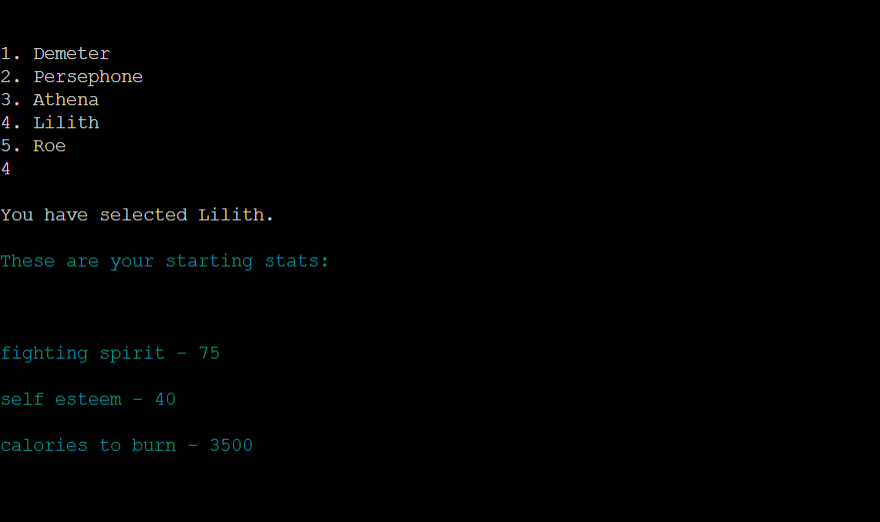 1. Demeter
2. Persephone
3. Athena
4. Lilith
5. Roe
4
You have selected Lilith.
These are your starting stats:
fighting spirit - 75
self esteem - 40
calories to burn - 3500